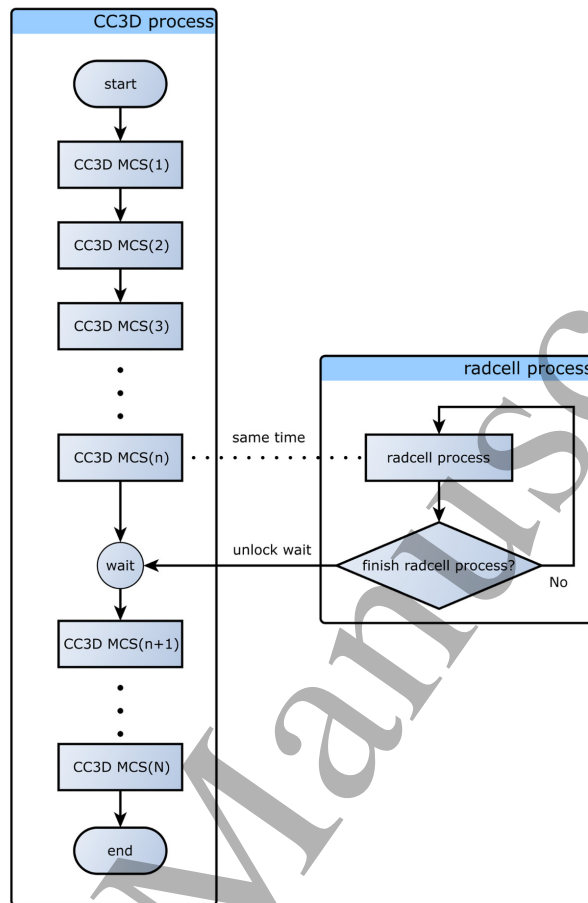 CC3D process
start
CC3D MCS(1)
CC3D MCS(2)
CC3D MCS(3)
radcell process
CC3D MCS(n)
same time
radcell process
wait
unlock wait
finish radcell process?
No
CC3D MCS(n+1)
CC3D MCS(N)
end
Manusc